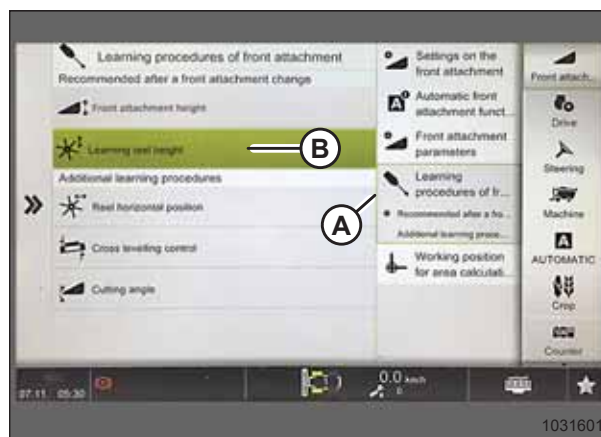 Learning procedures of front attachment
Recommended after a front attachment change
Front attachment height
Learning reel height
Additional learning procedures
Reel horizontal position
Cross levelling control
Cutting angle
Settings on the
front attachment
Automatic front
attachment funct...
Front attachment
parameters
Learning
procedures of fr...
Recommended after a fro...
Additional learning proce...
Working position
for area calculati...
Front attach...
Drive
Steering
Machine
AUTOMATIC
Crop
Counter
B
A
07.11. 05:30
0.0 km/h
0
1031601